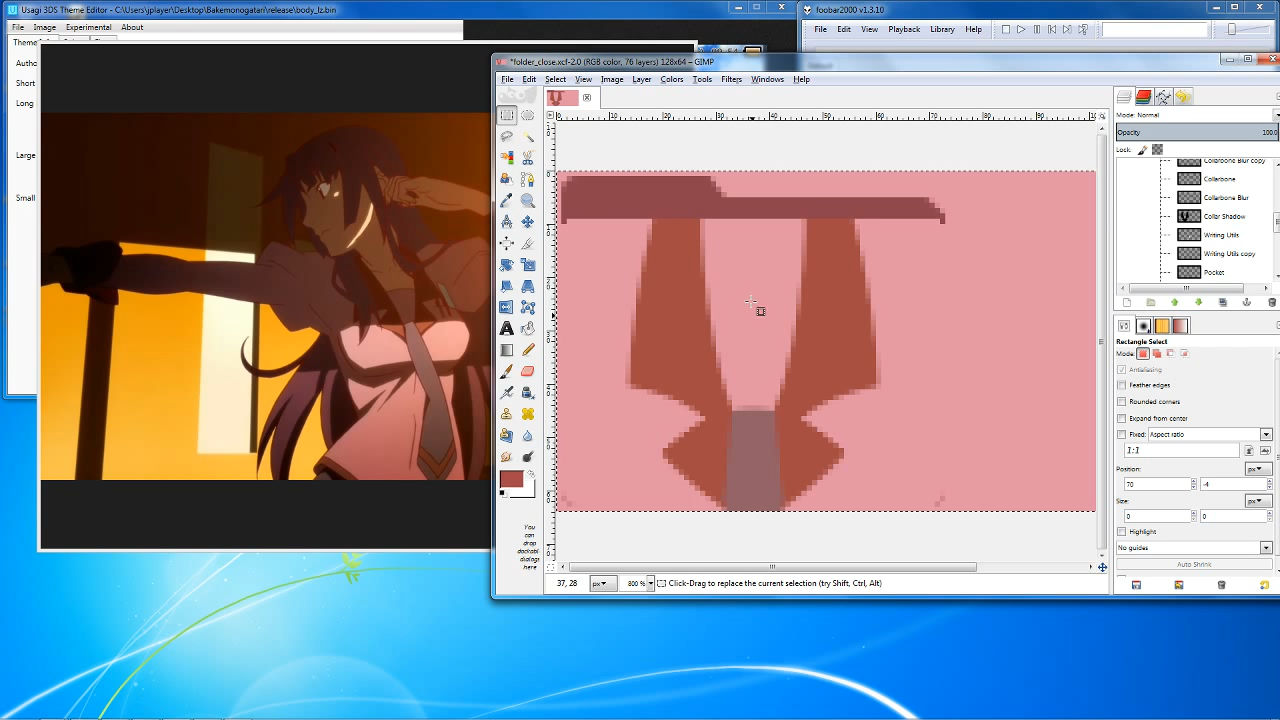 Usagi 3DS Theme Editor - C:\Users\jplayer\Desktop\Bakemonogatari\release\body_lz.bin
File Image Experimental About
Theme
Autho
Short
Long
Large
Small
foobar2000 v1.3.10
File Edit View Playback Library Help
*folder_close.xcf-2.0 (RGB color, 76 layers) 128x64 – GIMP
File Edit Select View Image Layer Colors Tools Filters Windows Help
You
can
drop
dockabl
dialogs
here
37, 28 px 800 % Click-Drag to replace the current selection (try Shift, Ctrl, Alt)
Mode: Normal
Opacity 100.0
Lock:
Collarbone Blur copy
Collarbone
Collarbone Blur
Collar Shadow
Writing Utils
Writing Utils copy
Pocket
Rectangle Select
Mode:
Antialiasing
Feather edges
Rounded corners
Expand from center
Fixed: Aspect ratio
1:1
Position: px
70 -4
Size: px
0 0
Highlight
No guides
Auto Shrink